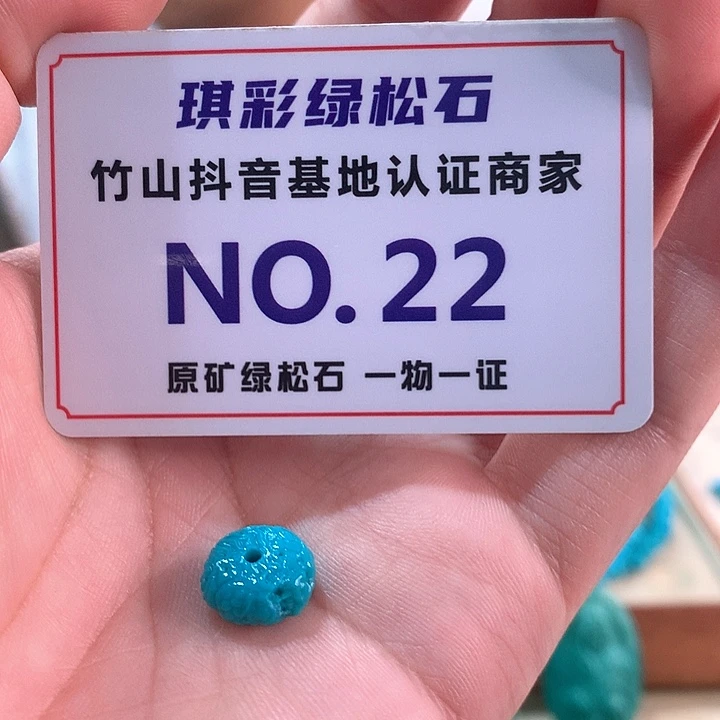 琪彩绿松石
竹山抖音基地认证商家
NO.22
原矿绿松石 一物一证